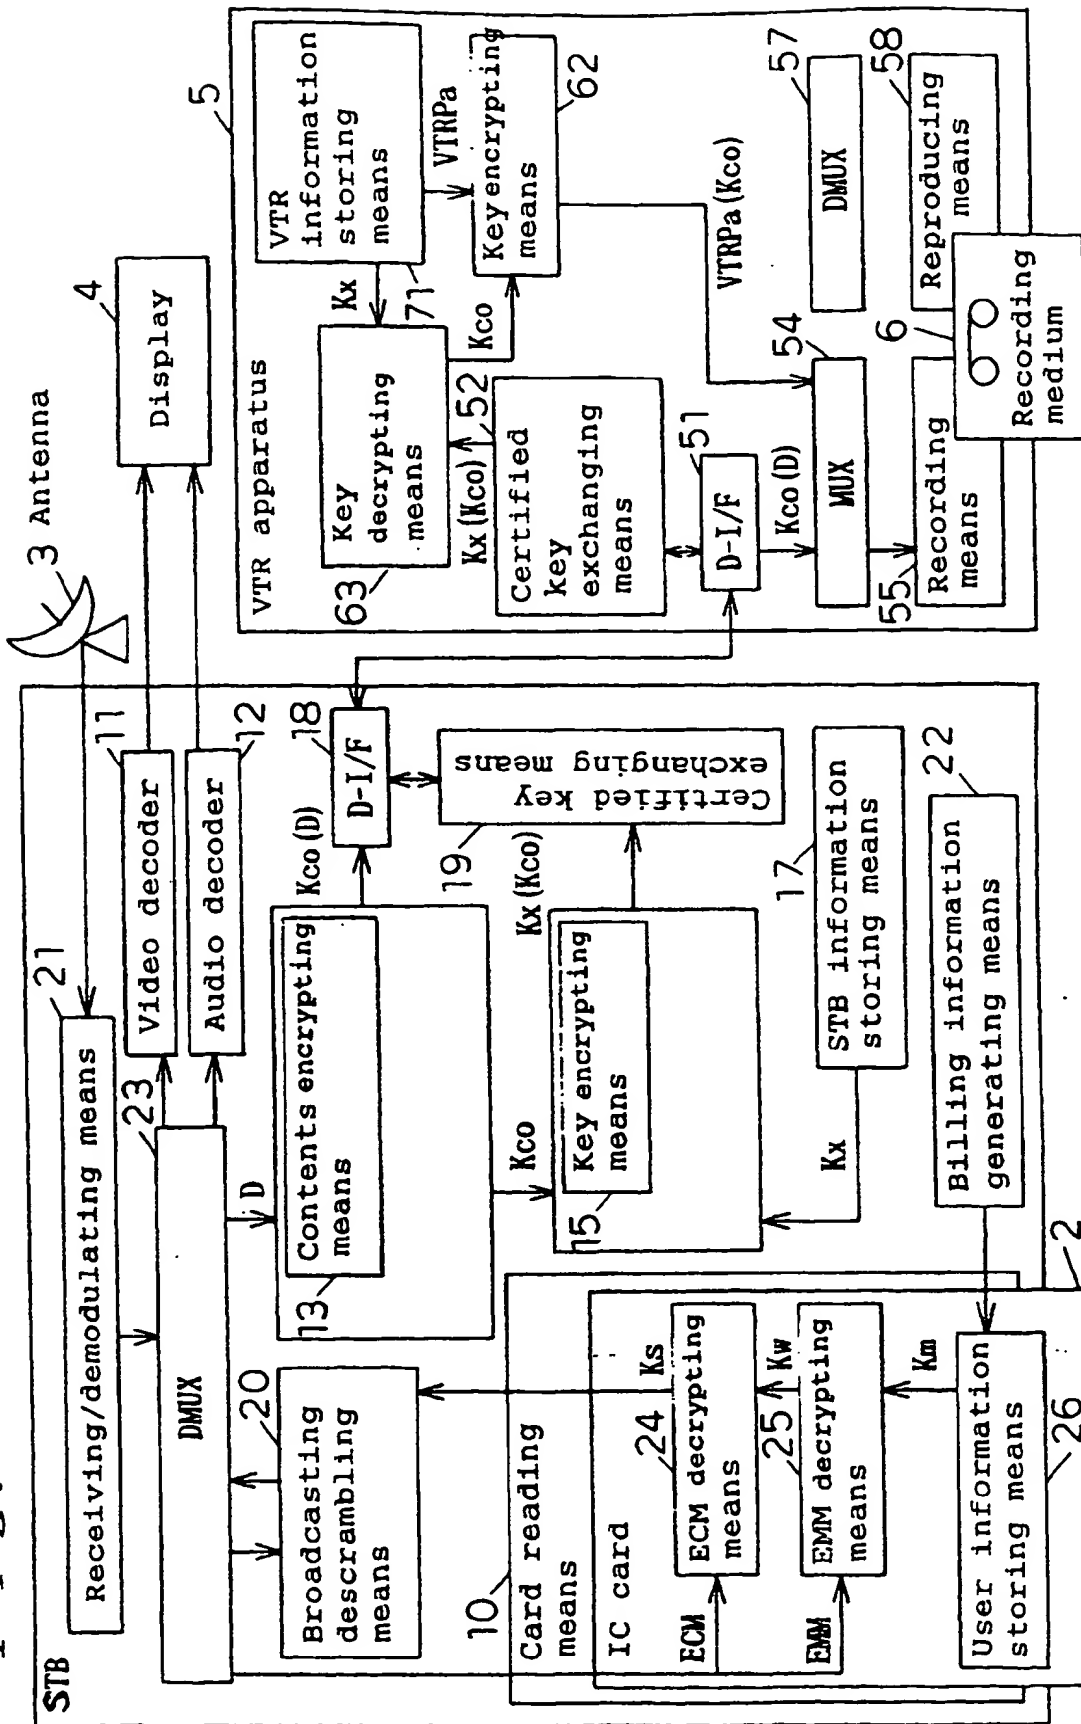 STB
Receiving/demodulating means
21
3 Antenna
4
Display
DMUX
23
Video decoder
11
Audio decoder
12
Broadcasting
descrambling
means
20
D
Contents encrypting
means
13
Kco(D)
D-I/F
18
Certified key
exchanging means
19
Kco
Key encrypting
means
15
Kx(Kco)
Kx
STB information
storing means
17
Billing information
generating means
22
Card reading
means
10
IC card
2
ECM
ECM decrypting
means
24
Ks
EMM
EMM decrypting
means
25
Kw
Km
User information
storing means
26
VTR apparatus
5
VTR
information
storing
means
71
Kx
VTRPa
Key encrypting
means
62
Key
decrypting
means
63
Kco
Kx(Kco)
52
Certified
key
exchanging
means
D-I/F
51
Kco(D)
VTRPa(Kco)
MUX
54
DMUX
57
Recording
means
55
Reproducing
means
58
6
Recording
medium